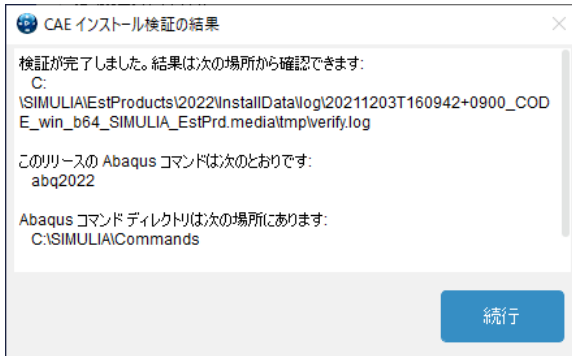 CAE インストール検証の結果
検証が完了しました。結果は次の場所から確認できます:
C:
\SIMULIA\EstProducts\2022\InstallData\log\20211203T160942+0900_COD
E_win_b64_SIMULIA_EstPrd.media\tmp\verify.log
このリリースの Abaqus コマンドは次のとおりです:
abq2022
Abaqus コマンド ディレクトリは次の場所にあります:
C:\SIMULIA\Commands
続行